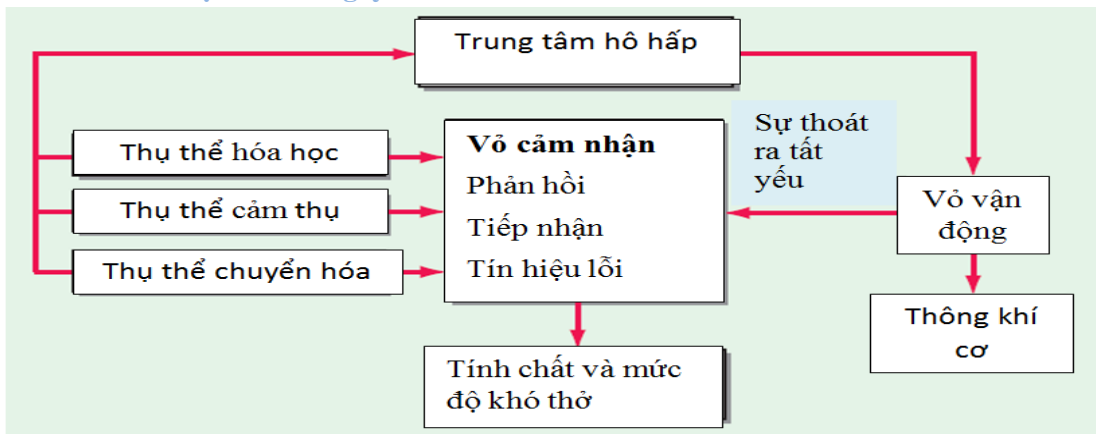 Trung tâm hô hấp
Thụ thể hóa học
Thụ thể cảm thụ
Thụ thể chuyển hóa
Vỏ cảm nhận
Phản hồi
Tiếp nhận
Tín hiệu lỗi
Sự thoát
ra tất
yếu
Vỏ vận
động
Thông khí
cơ
Tính chất và mức
độ khó thở